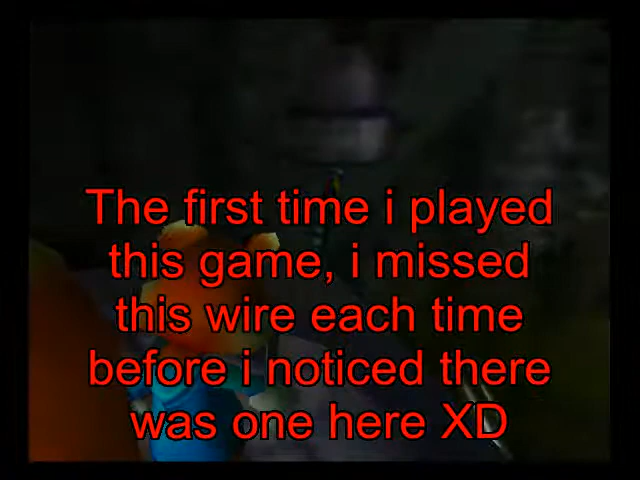 The first time i played
this game, i missed
this wire each time
before i noticed there
was one here XD